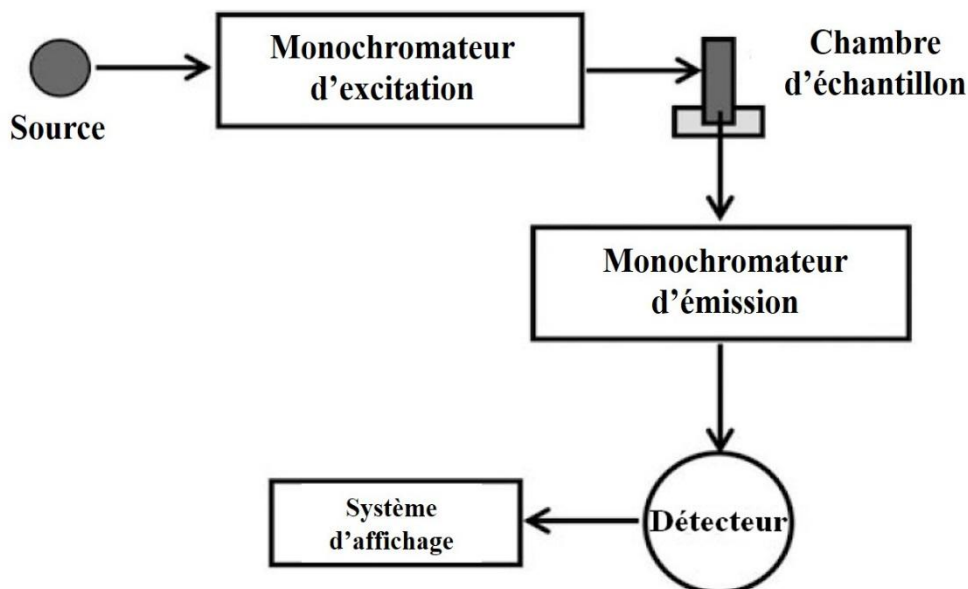 Source
Monochromateur
d’excitation
Chambre
d’échantillon
Monochromateur
d’émission
Détecteur
Système
d’affichage